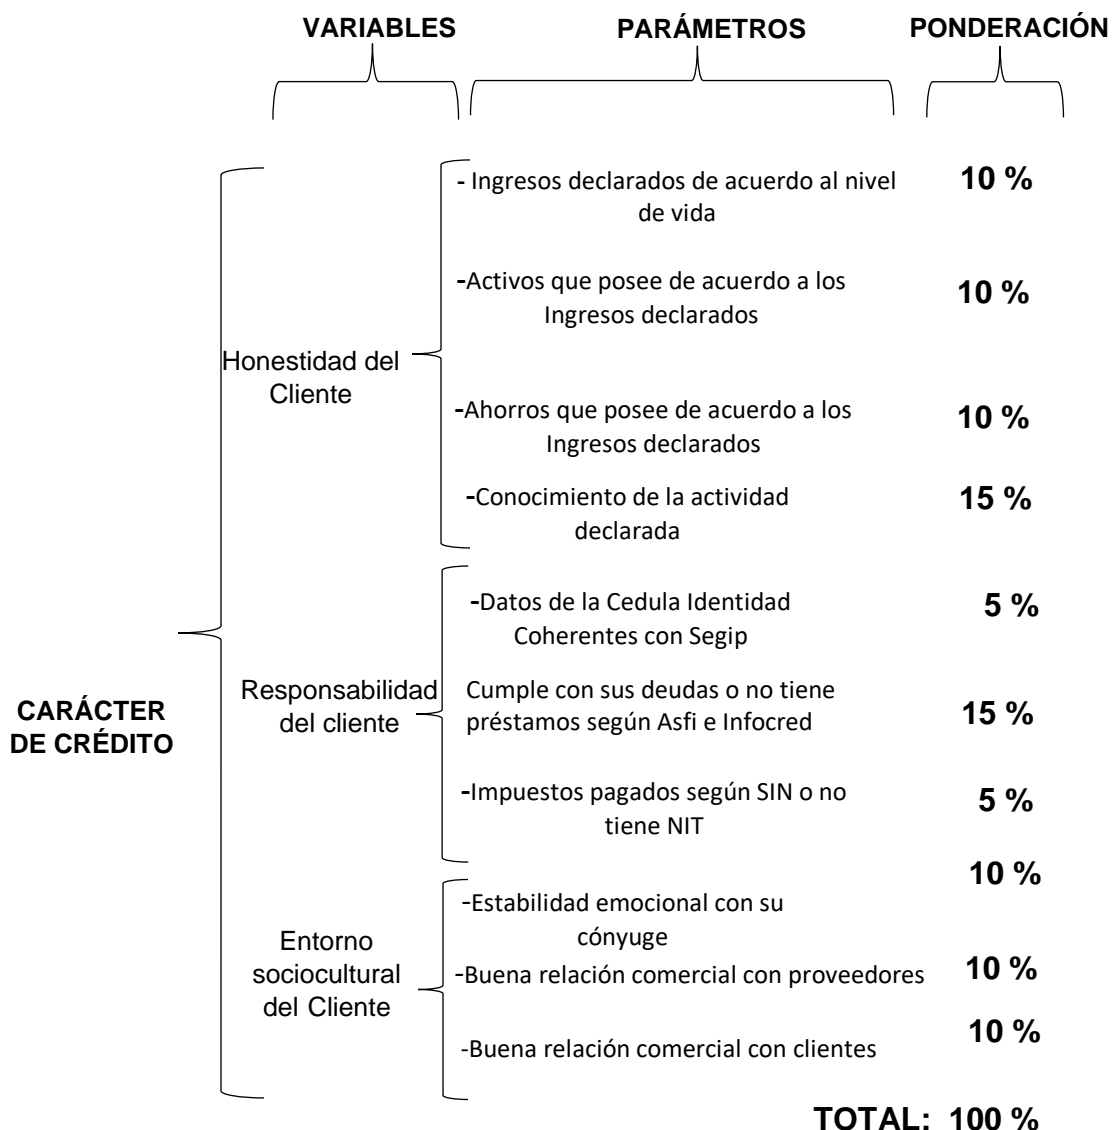 VARIABLES PARÁMETROS PONDERACIÓN
- Ingresos declarados de acuerdo al nivel 10 %
de vida
-Activos que posee de acuerdo a los 10 %
Ingresos declarados
Honestidad del
Cliente
-Ahorros que posee de acuerdo a los 10 %
Ingresos declarados
-Conocimiento de la actividad 15 %
declarada
-Datos de la Cedula Identidad 5 %
Coherentes con Segip
Responsabilidad
del cliente
Cumple con sus deudas o no tiene
préstamos según Asfi e Infocred 15 %
CARÁCTER
DE CRÉDITO
-Impuestos pagados según SIN o no 5 %
tiene NIT
10 %
-Estabilidad emocional con su
cónyuge
Entorno
sociocultural
del Cliente
-Buena relación comercial con proveedores 10 %
10 %
-Buena relación comercial con clientes
TOTAL: 100 %